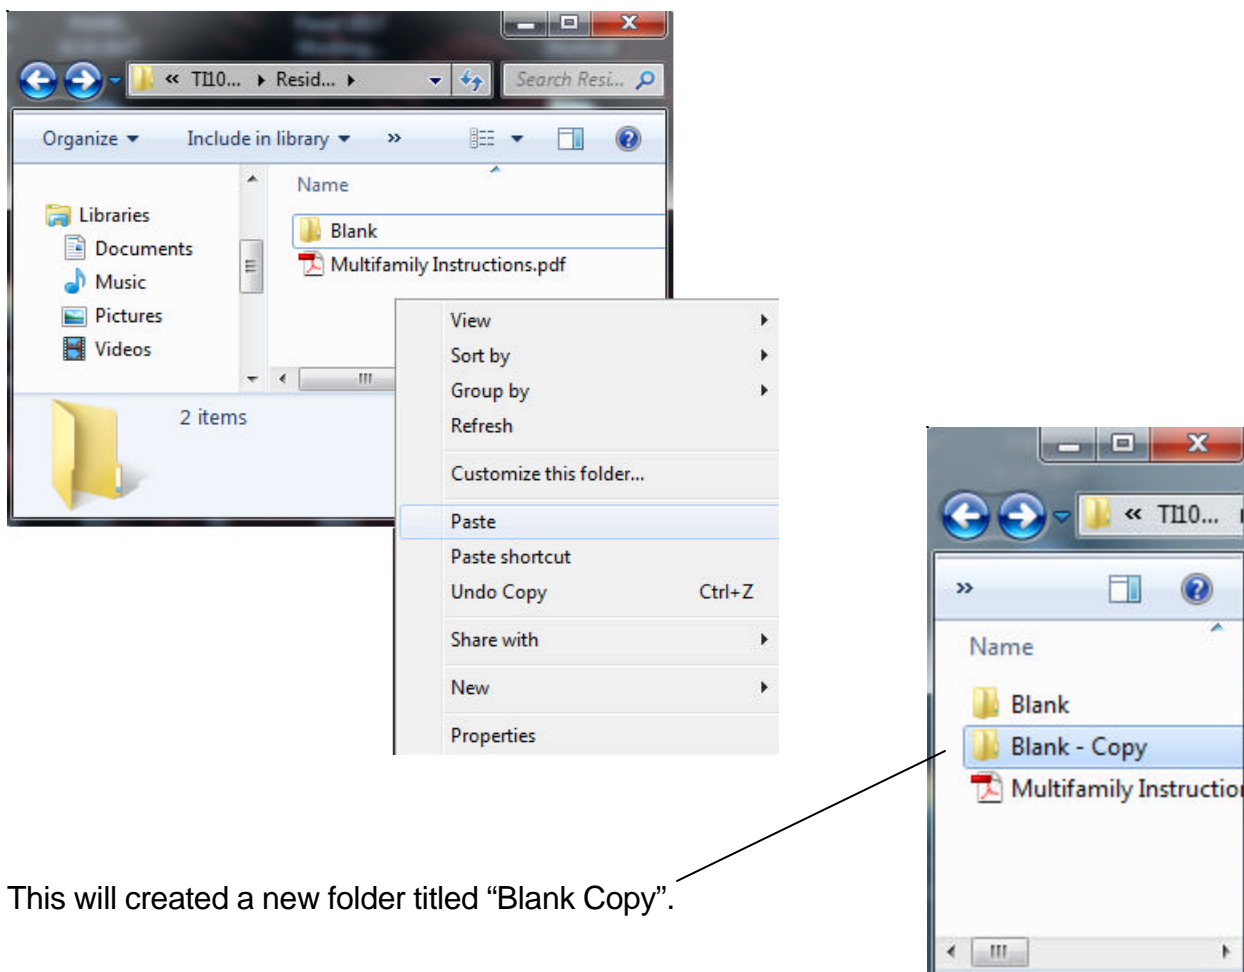 « TI10... ▸ Resid... ▸ Search Resi...
Organize Include in library »
Name
Libraries
Documents
Music
Pictures
Videos
Blank
Multifamily Instructions.pdf
2 items
View
Sort by
Group by
Refresh
Customize this folder...
Paste
Paste shortcut
Undo Copy Ctrl+Z
Share with
New
Properties
« TI10...
»
Name
Blank
Blank - Copy
Multifamily Instruction
This will created a new folder titled “Blank Copy”.